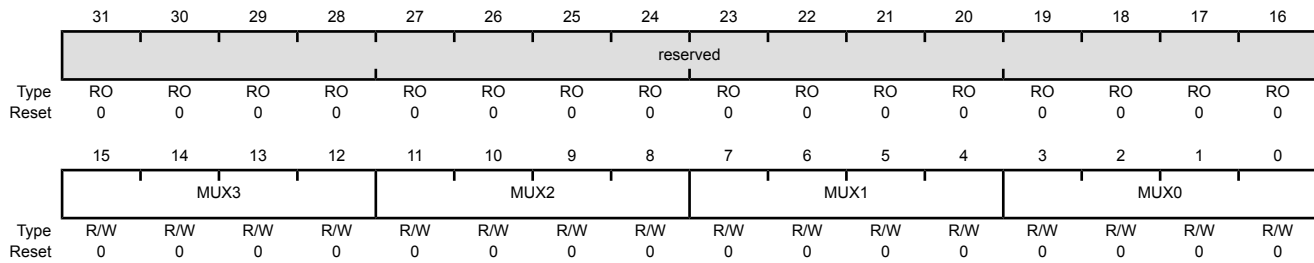 31 30 29 28 27 26 25 24 23 22 21 20 19 18 17 16
reserved
Type RO RO RO RO RO RO RO RO RO RO RO RO RO RO RO RO
Reset 0 0 0 0 0 0 0 0 0 0 0 0 0 0 0 0
15 14 13 12 11 10 9 8 7 6 5 4 3 2 1 0
MUX3 MUX2 MUX1 MUX0
Type R/W R/W R/W R/W R/W R/W R/W R/W R/W R/W R/W R/W R/W R/W R/W R/W
Reset 0 0 0 0 0 0 0 0 0 0 0 0 0 0 0 0